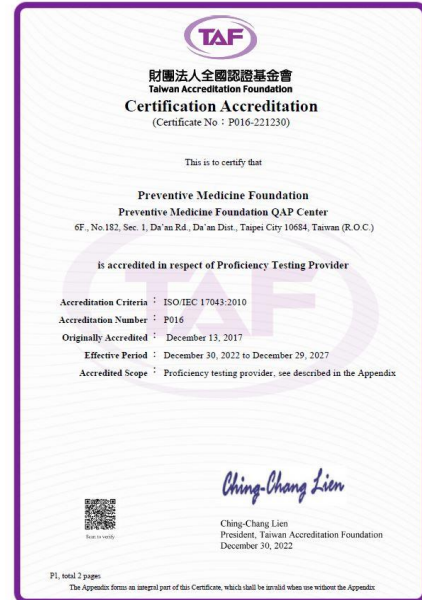 TAF
財團法人全國認證基金會
Taiwan Accreditation Foundation
Certification Accreditation
(Certificate No：P016-221230)
This is to certify that
Preventive Medicine Foundation
Preventive Medicine Foundation QAP Center
6F., No.182, Sec. 1, Da'an Rd., Da'an Dist., Taipei City 10684, Taiwan (R.O.C.)
is accredited in respect of Proficiency Testing Provider
Accreditation Criteria： ISO/IEC 17043:2010
Accreditation Number： P016
Originally Accredited： December 13, 2017
Effective Period： December 30, 2022 to December 29, 2027
Accredited Scope： Proficiency testing provider, see described in the Appendix
TAF
Ching-Chang Lien
Scan to verify
Ching-Chang Lien
President, Taiwan Accreditation Foundation
December 30, 2022
P1, total 2 pages
The Appendix forms an integral part of this Certificate, which shall be invalid when use without the Appendix